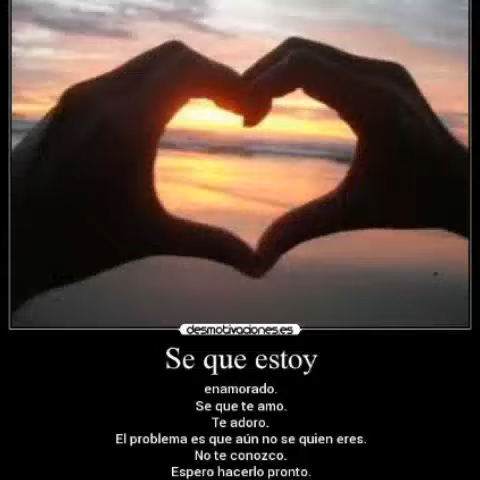 desmotivaciones.es
Se que estoy
enamorado.
Se que te amo.
Te adoro.
El problema es que aún no se quien eres.
No te conozco.
Espero hacerlo pronto.